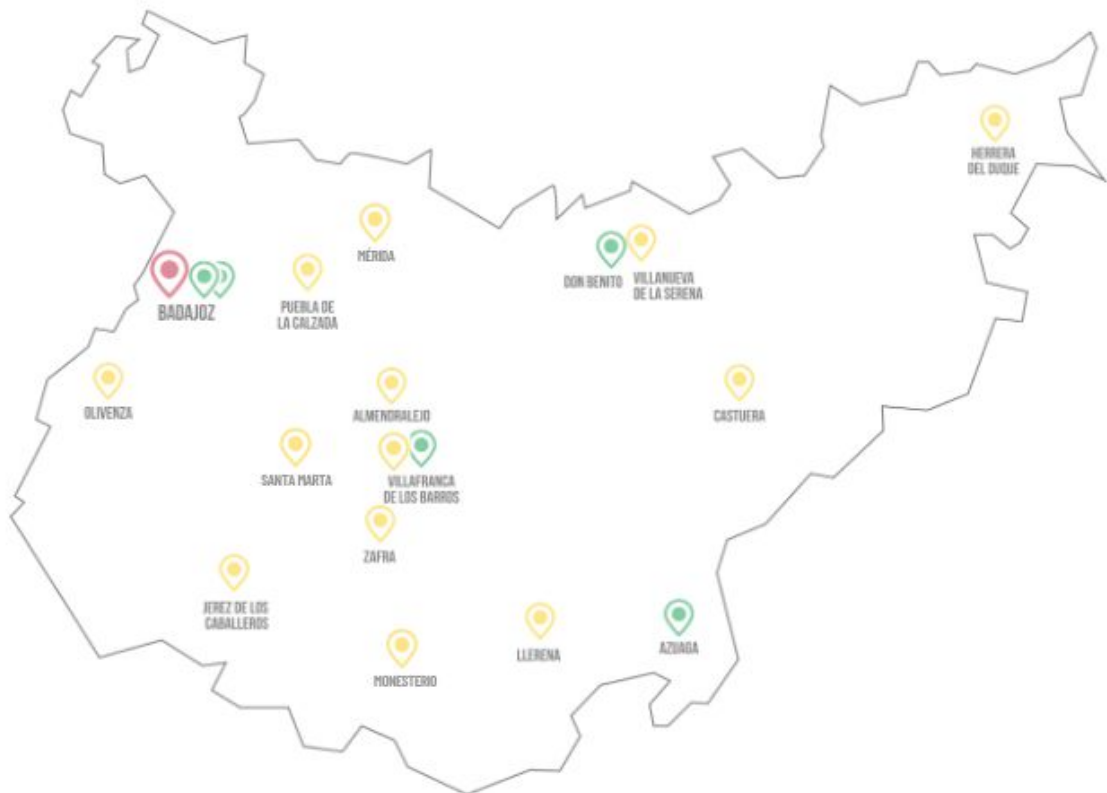 HERRERA
DEL DUQUE
MÉRIDA
DON BENITO
VILLANUEVA
DE LA SERENA
BADAJOZ
PUEBLA DE
LA CALZADA
OLIVENZA
ALMENDRALEJO
CASTUERA
SANTA MARTA
VILLAFRANCA
DE LOS BARROS
ZAFRA
JEREZ DE LOS
CABALLEROS
LLERENA
AZUAGA
MONESTERIO